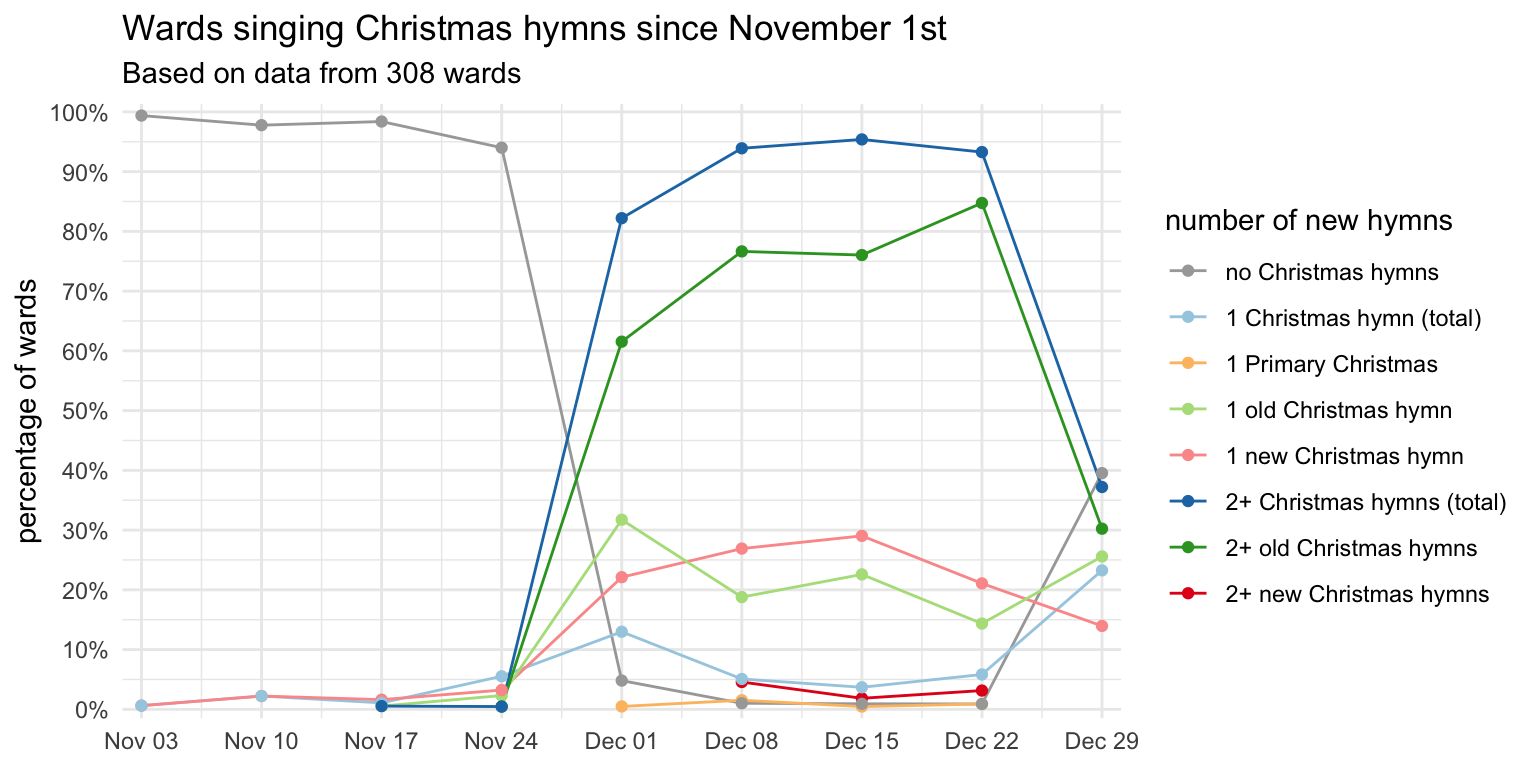 Wards singing Christmas hymns since November 1st
Based on data from 308 wards
percentage of wards
100%
90%
80%
70%
60%
50%
40%
30%
20%
10%
0%
Nov 03 Nov 10 Nov 17 Nov 24 Dec 01 Dec 08 Dec 15 Dec 22 Dec 29
number of new hymns
no Christmas hymns
1 Christmas hymn (total)
1 Primary Christmas
1 old Christmas hymn
1 new Christmas hymn
2+ Christmas hymns (total)
2+ old Christmas hymns
2+ new Christmas hymns